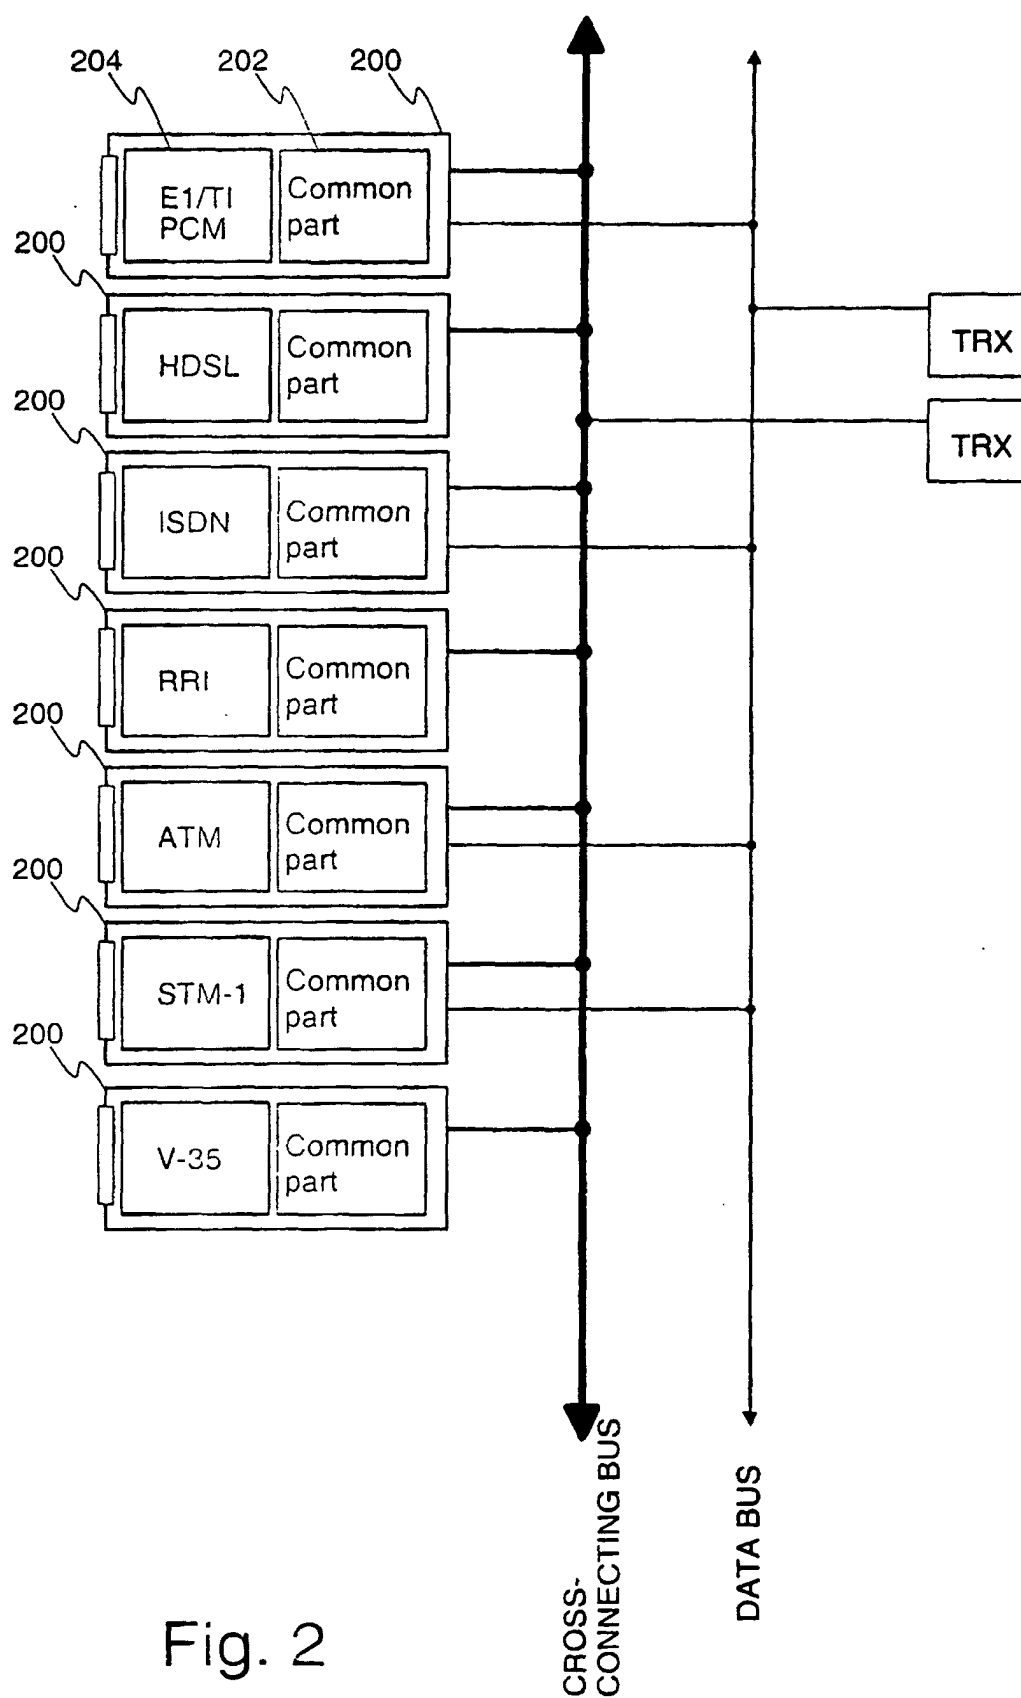 204
202
200
E1/TI
PCM
Common
part
200
HDSL
Common
part
TRX
200
TRX
ISDN
Common
part
200
RRI
Common
part
200
ATM
Common
part
200
STM-1
Common
part
200
V-35
Common
part
CROSS-
CONNECTING BUS
DATA BUS
Fig. 2